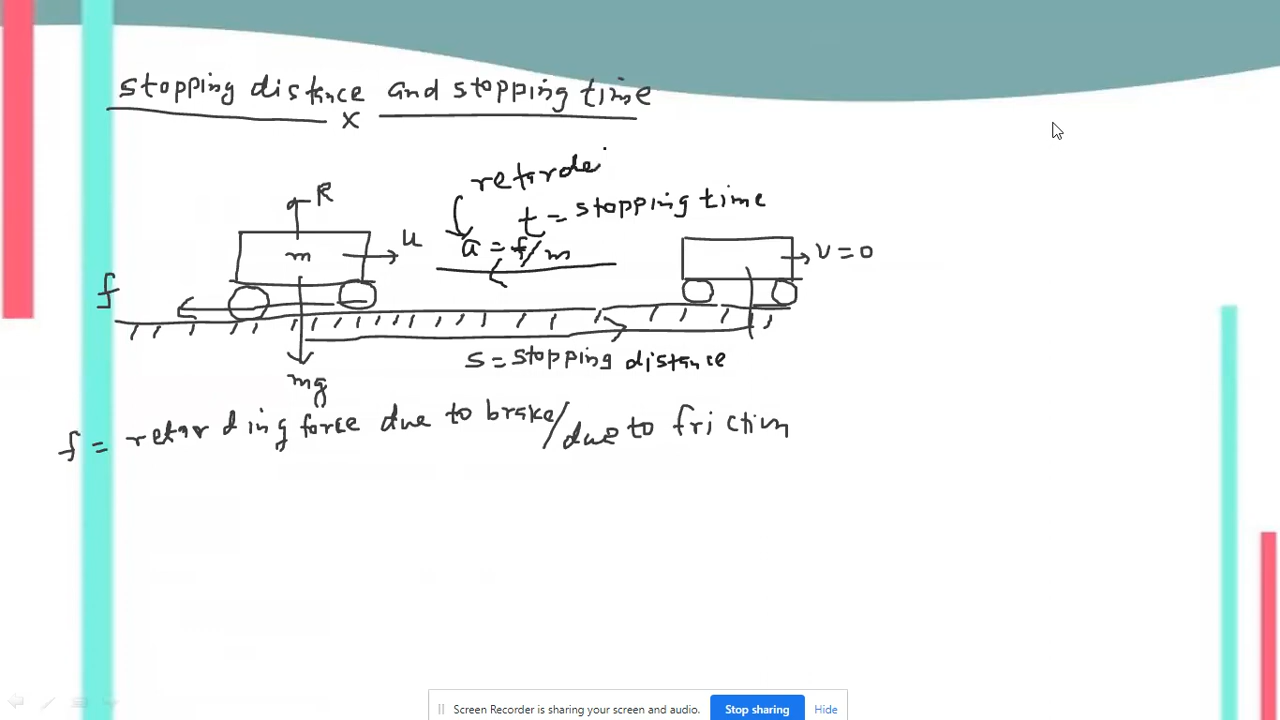 stopping distance and stopping time
x
R
retarde
t = stopping time
m
u
a = f/m
v = 0
f
s = stopping distance
mg
f = retarding force due to brake/due to friction
Screen Recorder is sharing your screen and audio.
Stop sharing
Hide